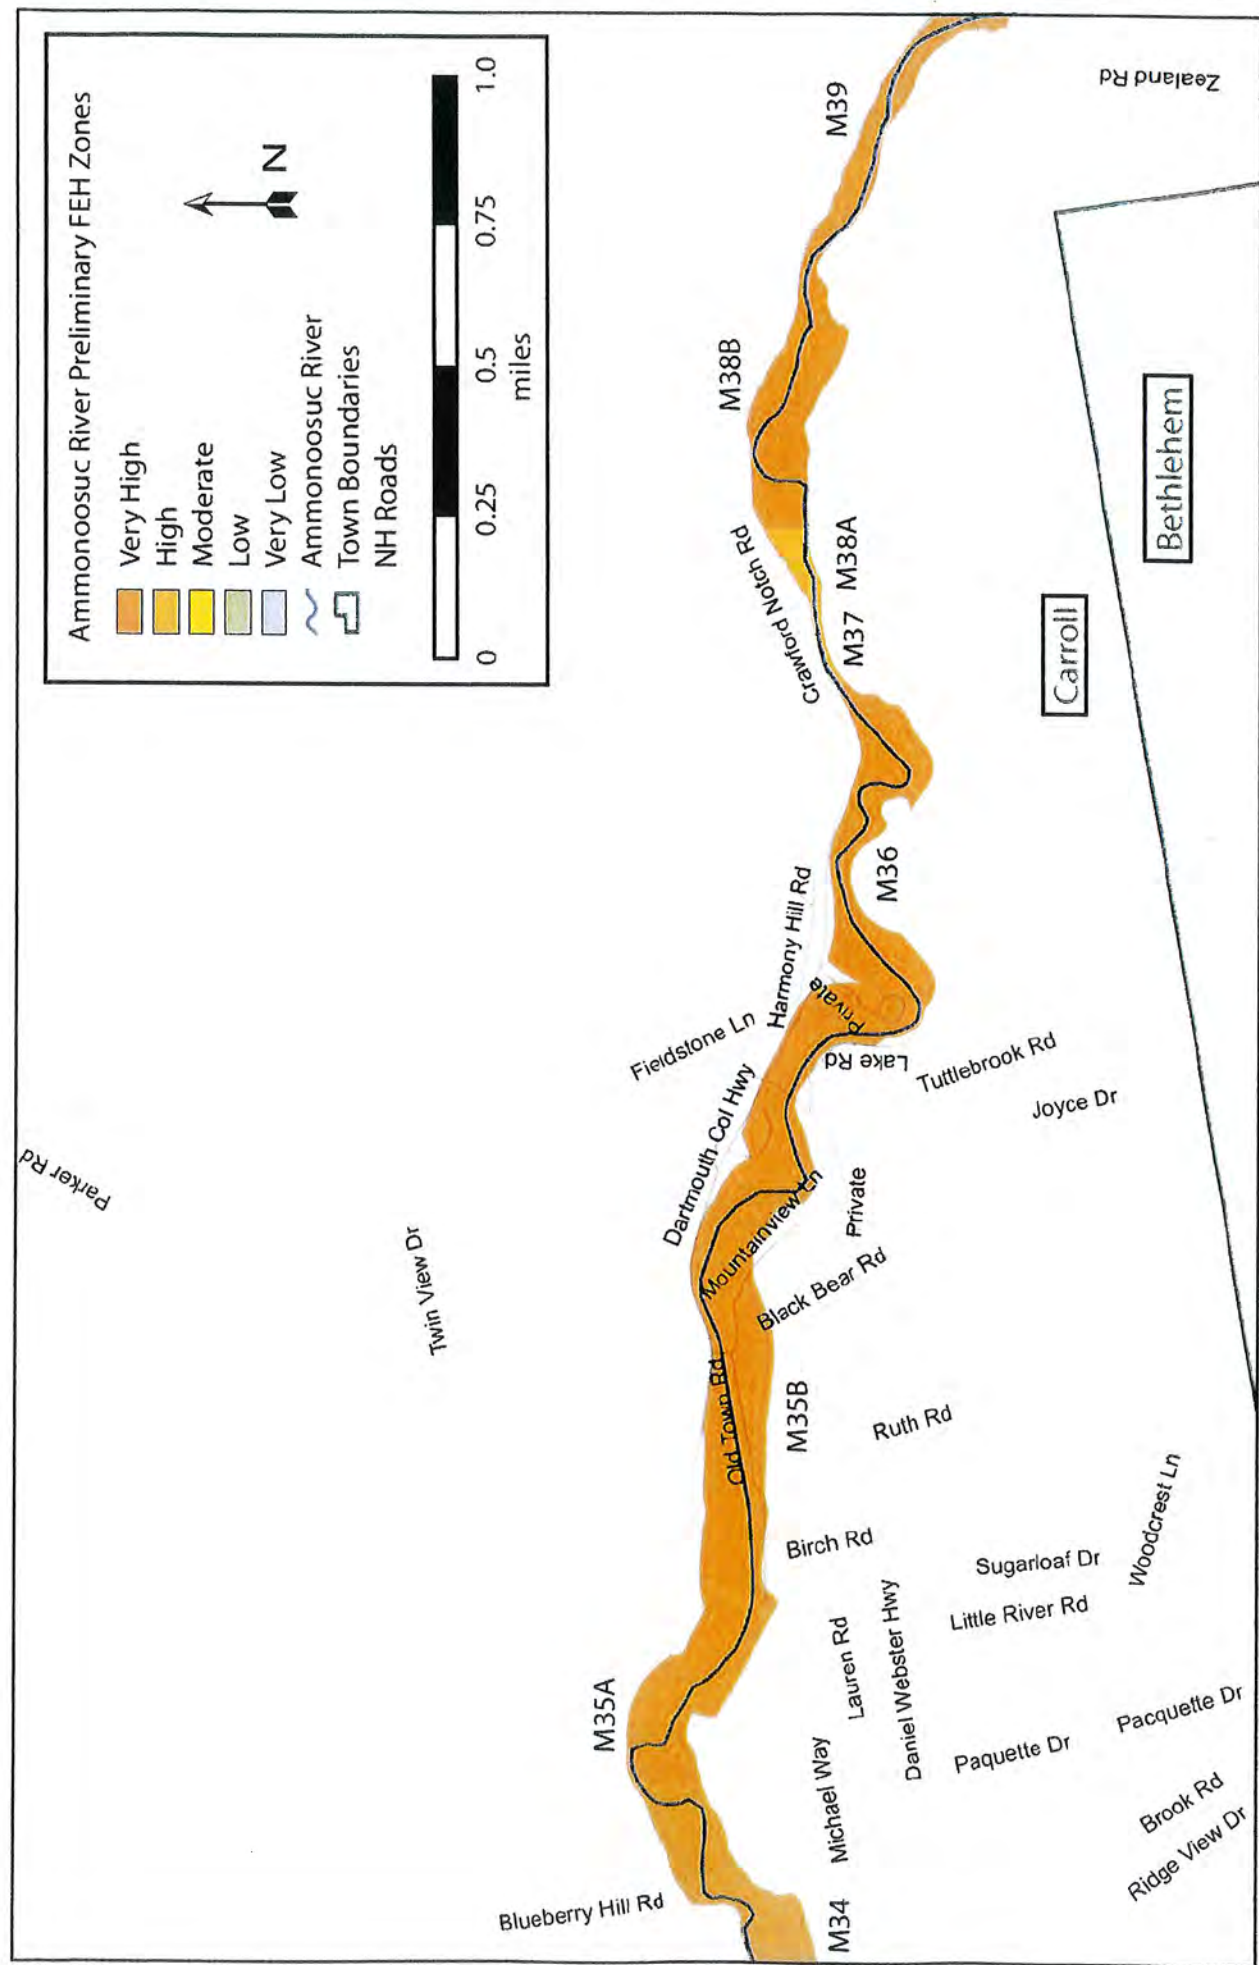 Ammonoosuc River Preliminary FEH Zones
Very High
High
Moderate
Low
Very Low
Ammonoosuc River
Town Boundaries
NH Roads
N
0
0.25
0.5
0.75
1.0
miles
Parker Rd
Twin View Dr
Blueberry Hill Rd
M35A
Fieldstone Ln
Dartmouth Col Hwy
Harmony Hill Rd
Crawford Notch Rd
M38B
M39
Zealand Rd
Old Town Rd
Mountainview Ln
Private
Private
Lake Rd
M36
M37
M38A
M34
Michael Way
Lauren Rd
Birch Rd
M35B
Black Bear Rd
Private
Tuttlebrook Rd
Daniel Webster Hwy
Ruth Rd
Joyce Dr
Carroll
Bethlehem
Paquette Dr
Little River Rd
Sugarloaf Dr
Woodcrest Ln
Ridge View Dr
Brook Rd
Pacquette Dr